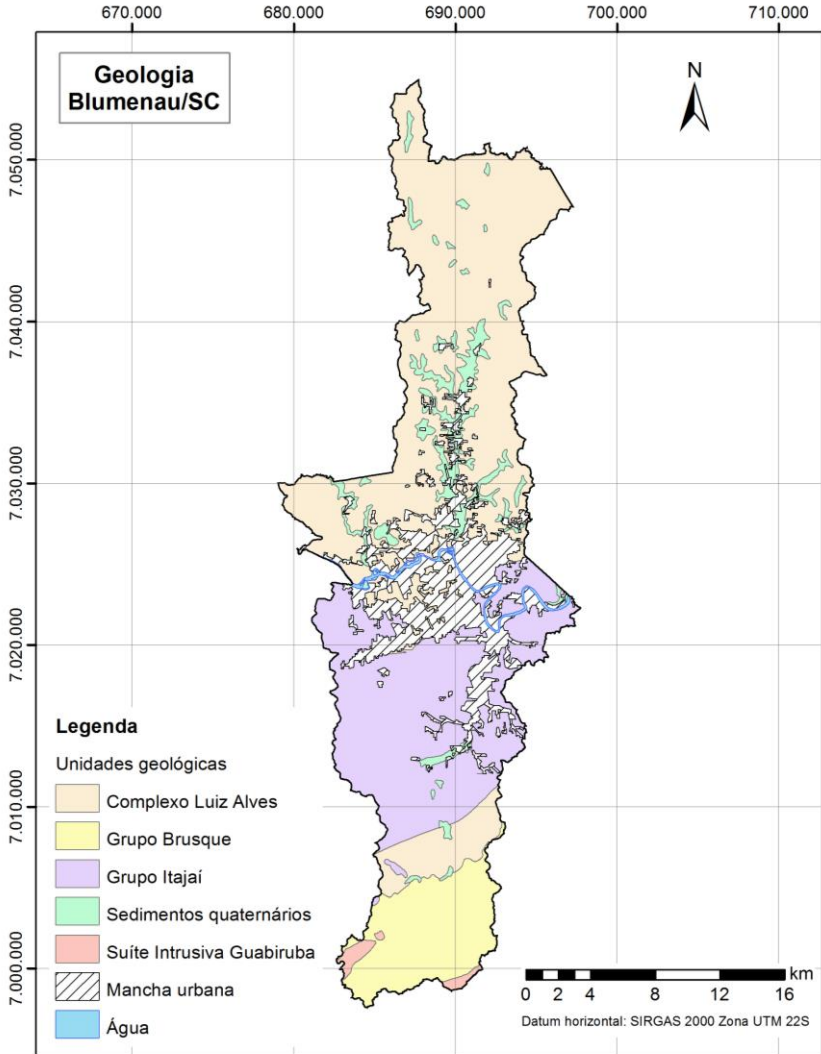 670.000
680.000
690.000
700.000
710.000
Geologia
Blumenau/SC
N
7.050.000
7.040.000
7.030.000
7.020.000
7.010.000
7.000.000
Legenda
Unidades geológicas
Complexo Luiz Alves
Grupo Brusque
Grupo Itajaí
Sedimentos quaternários
Suíte Intrusiva Guabiruba
Mancha urbana
Água
km
0 2 4 8 12 16
Datum horizontal: SIRGAS 2000 Zona UTM 22S